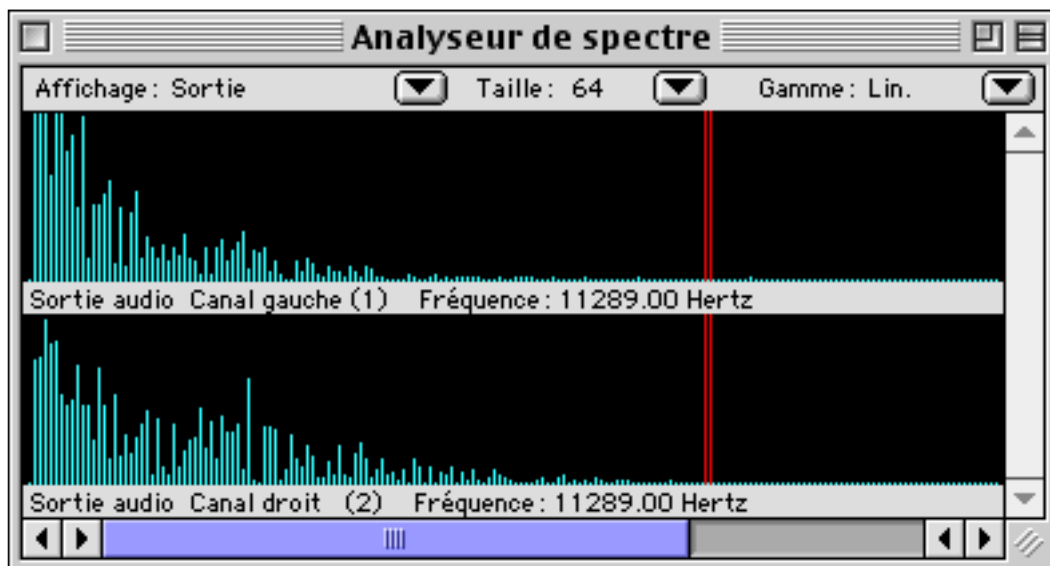 Analyseur de spectre
Affichage: Sortie Taille: 64 Gamme: Lin.
Sortie audio Canal gauche (1) Fréquence: 11289.00 Hertz
Sortie audio Canal droit (2) Fréquence: 11289.00 Hertz